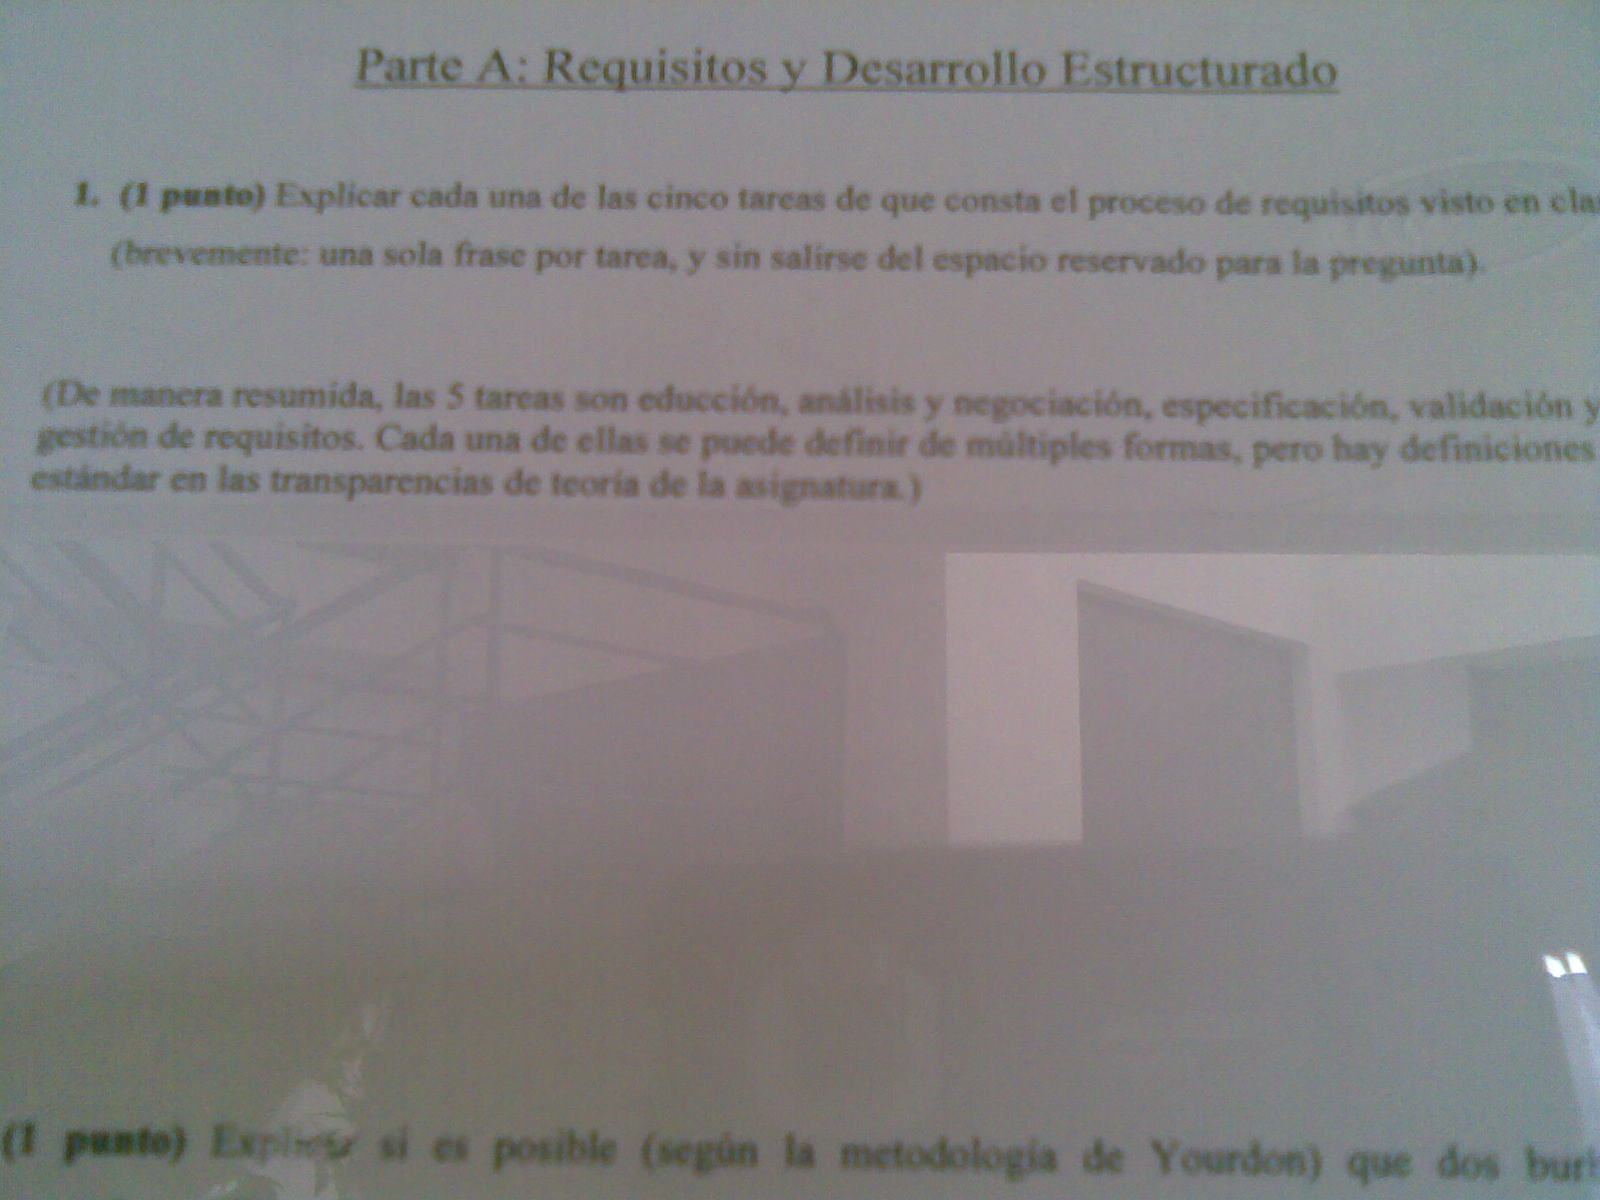 Parte A: Requisitos y Desarrollo Estructurado
1. (1 punto) Explicar cada una de las cinco tareas de que consta el proceso de requisitos visto en clas
(brevemente: una sola frase por tarea, y sin salirse del espacio reservado para la pregunta).
(De manera resumida, las 5 tareas son educción, análisis y negociación, especificación, validación y
gestión de requisitos. Cada una de ellas se puede definir de múltiples formas, pero hay definiciones
estándar en las transparencias de teoría de la asignatura.)
(1 punto) Explicar si es posible (según la metodología de Yourdon) que dos burb